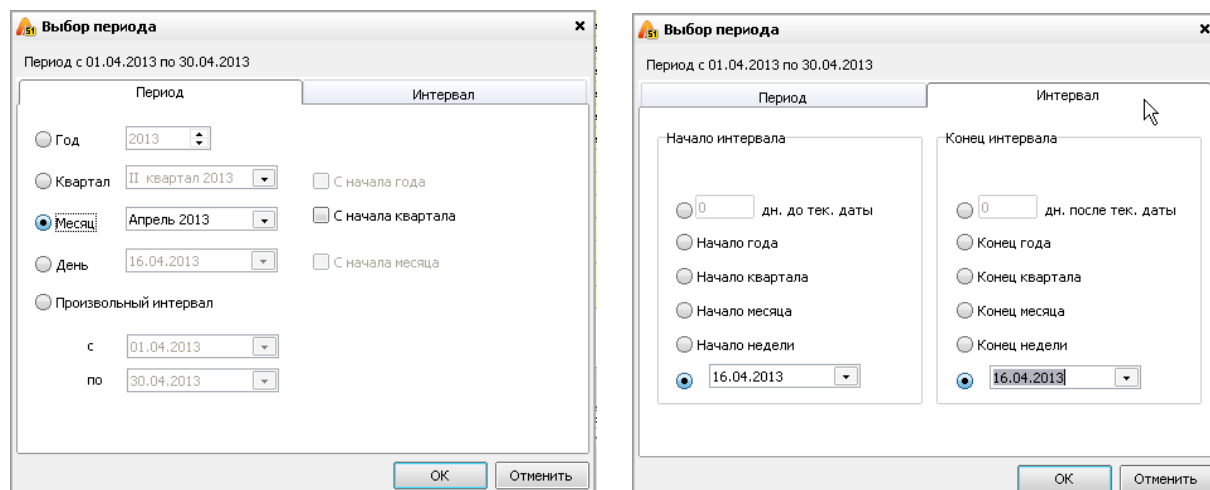 Выбор периода
Период с 01.04.2013 по 30.04.2013
Период Интервал
Год 2013
Квартал II квартал 2013 С начала года
Месяц Апрель 2013 С начала квартала
День 16.04.2013 С начала месяца
Произвольный интервал
с 01.04.2013
по 30.04.2013
ОК Отменить
Выбор периода
Период с 01.04.2013 по 30.04.2013
Период Интервал
Начало интервала Конец интервала
0 дн. до тек. даты 0 дн. после тек. даты
Начало года Конец года
Начало квартала Конец квартала
Начало месяца Конец месяца
Начало недели Конец недели
16.04.2013 16.04.2013
ОК Отменить